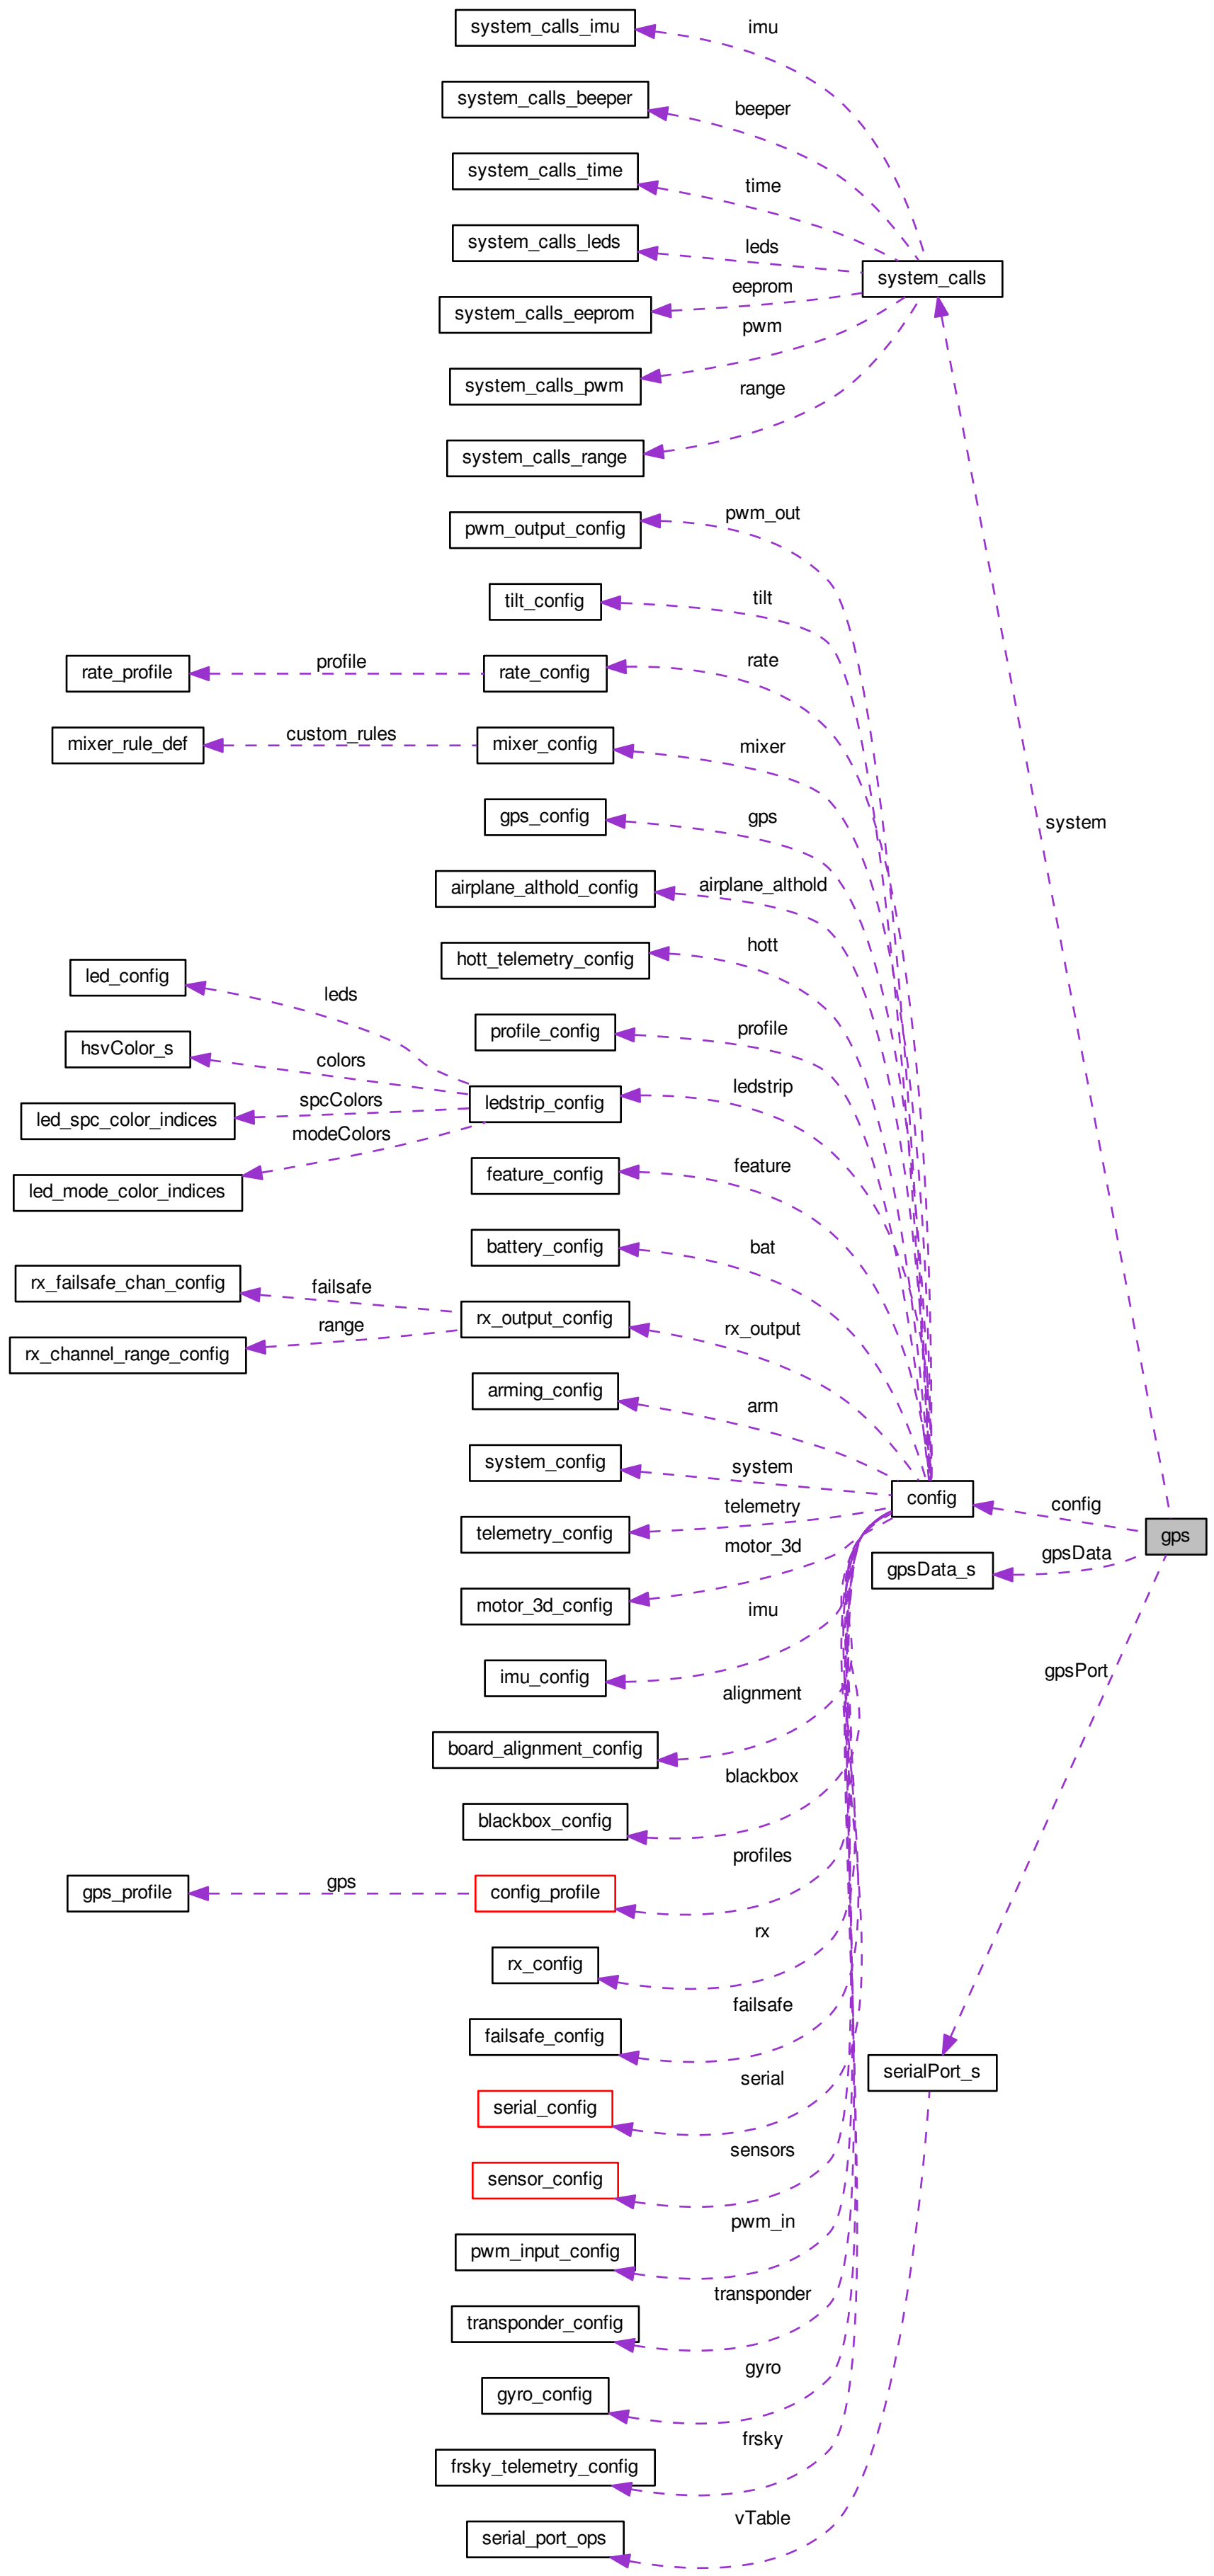 system_calls_imu
imu
system_calls_beeper
beeper
system_calls_time
time
system_calls_leds
leds
system_calls
system_calls_eeprom
eeprom
system_calls_pwm
pwm
system_calls_range
range
pwm_output_config
pwm_out
tilt_config
tilt
rate_profile
profile
rate_config
rate
mixer_rule_def
custom_rules
mixer_config
mixer
gps_config
gps
system
airplane_althold_config
airplane_althold
hott_telemetry_config
hott
led_config
leds
profile_config
profile
hsvColor_s
colors
ledstrip_config
ledstrip
led_spc_color_indices
spcColors
led_mode_color_indices
modeColors
feature_config
feature
battery_config
bat
rx_failsafe_chan_config
failsafe
rx_output_config
rx_output
rx_channel_range_config
range
arming_config
arm
system_config
system
config
config
gps
telemetry_config
telemetry
gpsData_s
gpsData
motor_3d_config
motor_3d
imu_config
imu
gpsPort
board_alignment_config
alignment
blackbox_config
blackbox
gps_profile
gps
config_profile
profiles
rx_config
rx
failsafe_config
failsafe
serialPort_s
serial_config
serial
sensor_config
sensors
pwm_input_config
pwm_in
transponder_config
transponder
gyro_config
gyro
frsky_telemetry_config
frsky
serial_port_ops
vTable